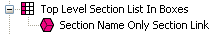 Top Level Section List In Boxes
Section Name Only Section Link